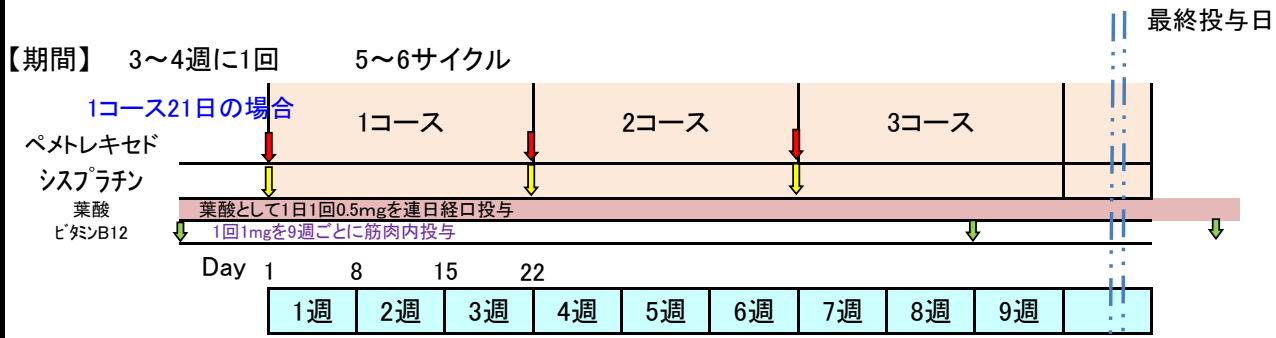 最終投与日
【期間】 3～4週に1回 5～6サイクル
1コース21日の場合
1コース 2コース 3コース
ペメトレキセド
シスプラチン
葉酸 葉酸として1日1回0.5mgを連日経口投与
ビタミンB12 1回1mgを9週ごとに筋肉内投与
Day 1 8 15 22
1週 2週 3週 4週 5週 6週 7週 8週 9週